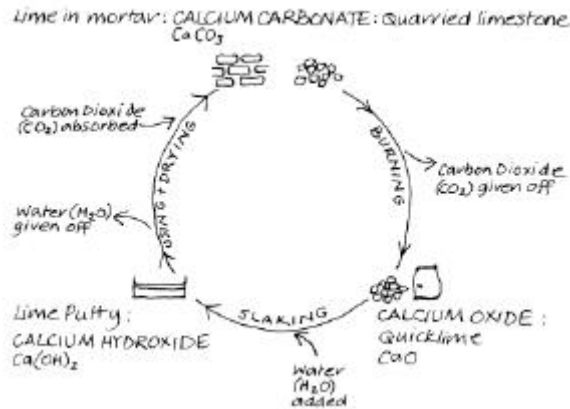 Lime in mortar: CALCIUM CARBONATE: Quarried limestone
CaCO3
Carbon Dioxide
(CO2) absorbed
BURNING
Carbon Dioxide
(CO2) given off
USING + DRYING
Water (H2O)
given off
SLAKING
Lime Putty:
CALCIUM HYDROXIDE
Ca(OH)2
CALCIUM OXIDE:
Quicklime
CaO
Water
(H2O)
added